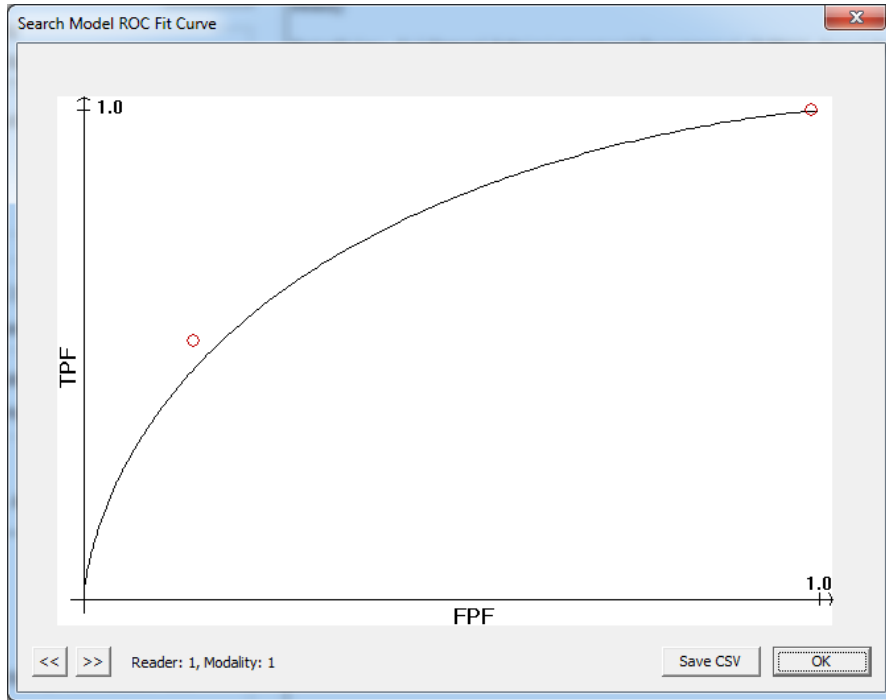 Search Model ROC Fit Curve
1.0
TPF
1.0
FPF
<< >> Reader: 1, Modality: 1 Save CSV OK